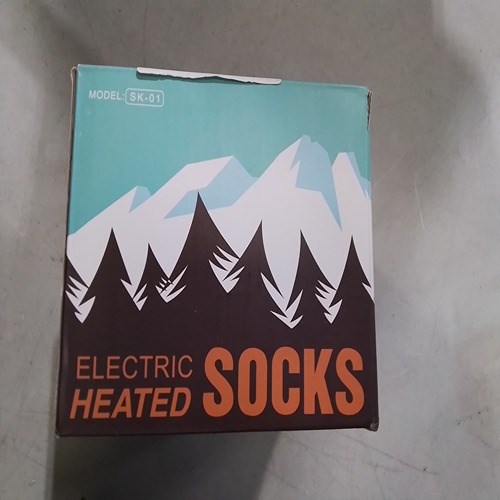 MODEL: SK-01
ELECTRIC
HEATED
SOCKS